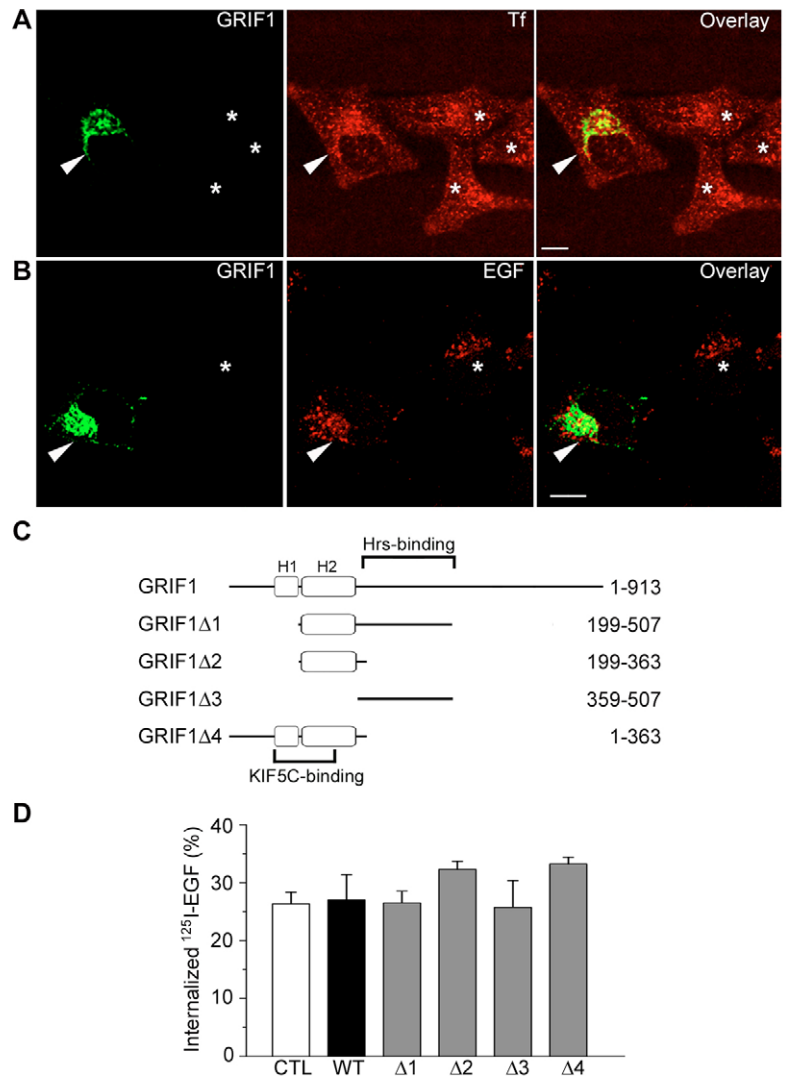 A
GRIF1
Tf
Overlay
*
*
*
*
*
*
*
*
*
B
GRIF1
EGF
Overlay
*
*
*
C
Hrs-binding
H1 H2
GRIF1 1-913
GRIF1Δ1 199-507
GRIF1Δ2 199-363
GRIF1Δ3 359-507
GRIF1Δ4 1-363
KIF5C-binding
D
Internalized ¹²⁵I-EGF (%)
40
30
20
10
0
CTL WT Δ1 Δ2 Δ3 Δ4